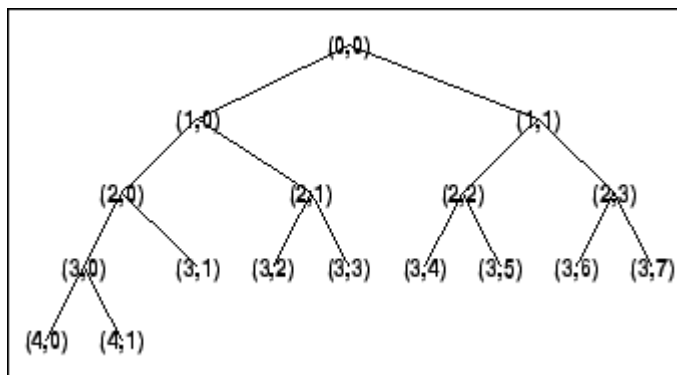 (0,0)
(1,0) (1,1)
(2,0) (2,1) (2,2) (2,3)
(3,0) (3,1) (3,2) (3,3) (3,4) (3,5) (3,6) (3,7)
(4,0) (4,1)